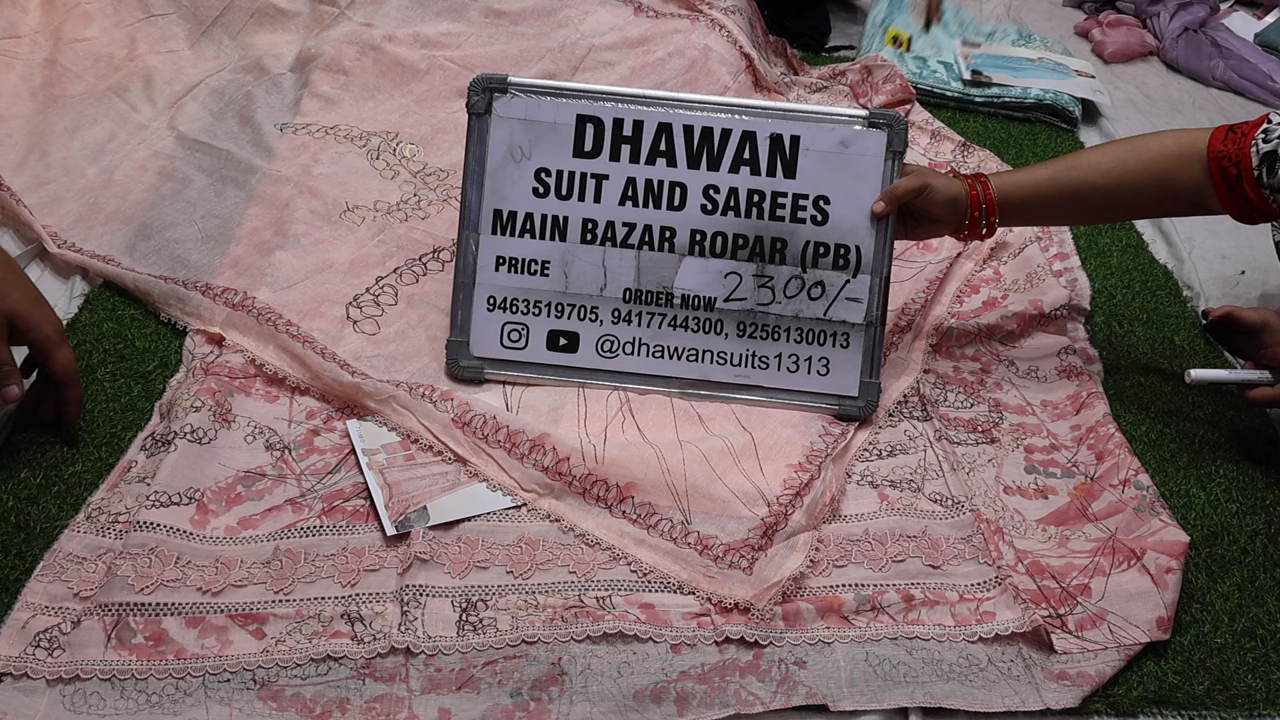 DHAWAN
SUIT AND SAREES
MAIN BAZAR ROPAR (PB)
PRICE
ORDER NOW 2300/-
9463519705, 9417744300, 9256130013
@dhawansuits1313